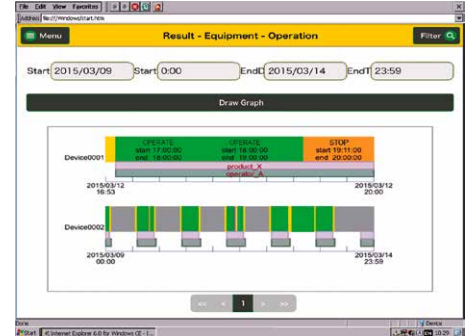 File Edit View Favorites
Address file://Windows/start.htm
Menu
Result - Equipment - Operation
Filter
Start 2015/03/09 Start 0:00 EndD 2015/03/14 EndT 23:59
Draw Graph
OPERATE OPERATE STOP
start 17:00:00 start 18:00:00 start 19:11:00
end 18:00:00 end 19:00:00 end 20:00:00
Device0001
product_X
operator_A
2015/03/12 2015/03/12
16:53 20:00
Device0002
2015/03/09 2015/03/14
00:00 23:59
<< < 1 > >>
Done Device
Start Internet Explorer 6.0 for Windows CE - [... 10:29